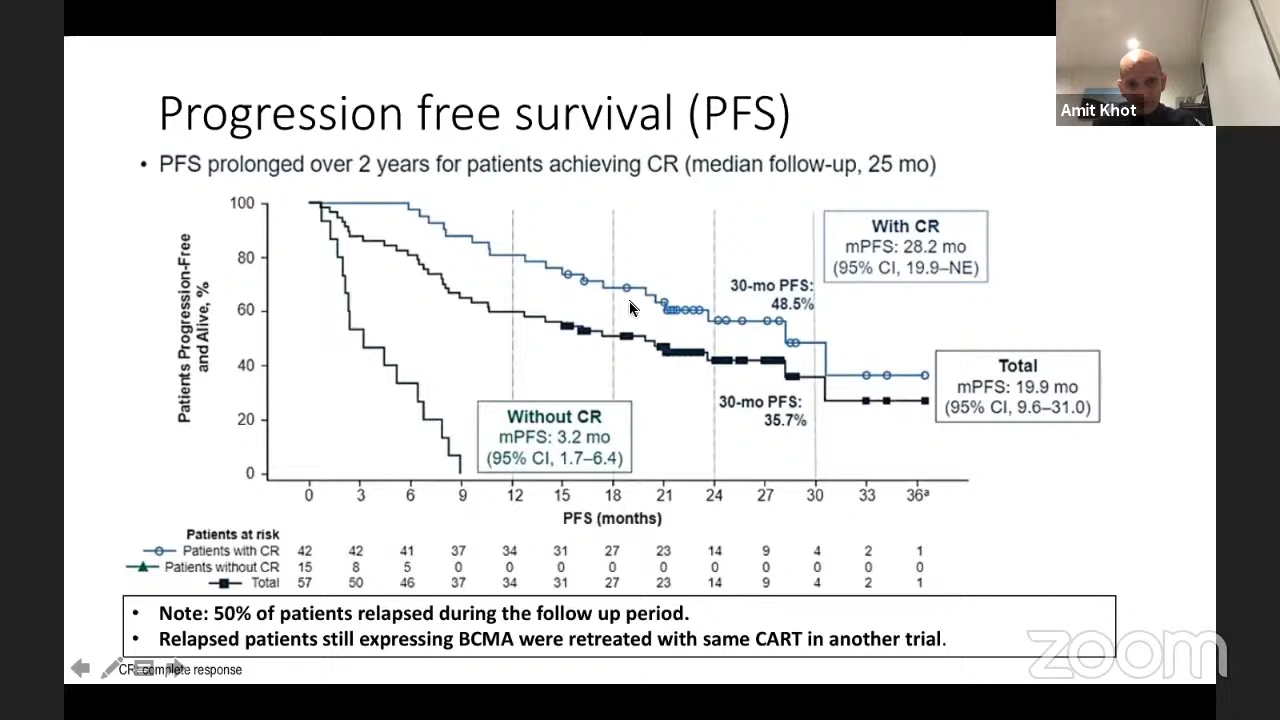 Amit Khot
Progression free survival (PFS)
• PFS prolonged over 2 years for patients achieving CR (median follow-up, 25 mo)
Patients Progression-Free
and Alive, %
100
80
60
40
20
0
With CR
mPFS: 28.2 mo
(95% CI, 19.9–NE)
30-mo PFS:
48.5%
Total
mPFS: 19.9 mo
(95% CI, 9.6–31.0)
30-mo PFS:
35.7%
Without CR
mPFS: 3.2 mo
(95% CI, 1.7–6.4)
0 3 6 9 12 15 18 21 24 27 30 33 36ª
PFS (months)
Patients at risk
Patients with CR 42 42 41 37 34 31 27 23 14 9 4 2 1
Patients without CR 15 8 5 0 0 0 0 0 0 0 0 0 0
Total 57 50 46 37 34 31 27 23 14 9 4 2 1
• Note: 50% of patients relapsed during the follow up period.
• Relapsed patients still expressing BCMA were retreated with same CART in another trial.
zoom
CR: complete response